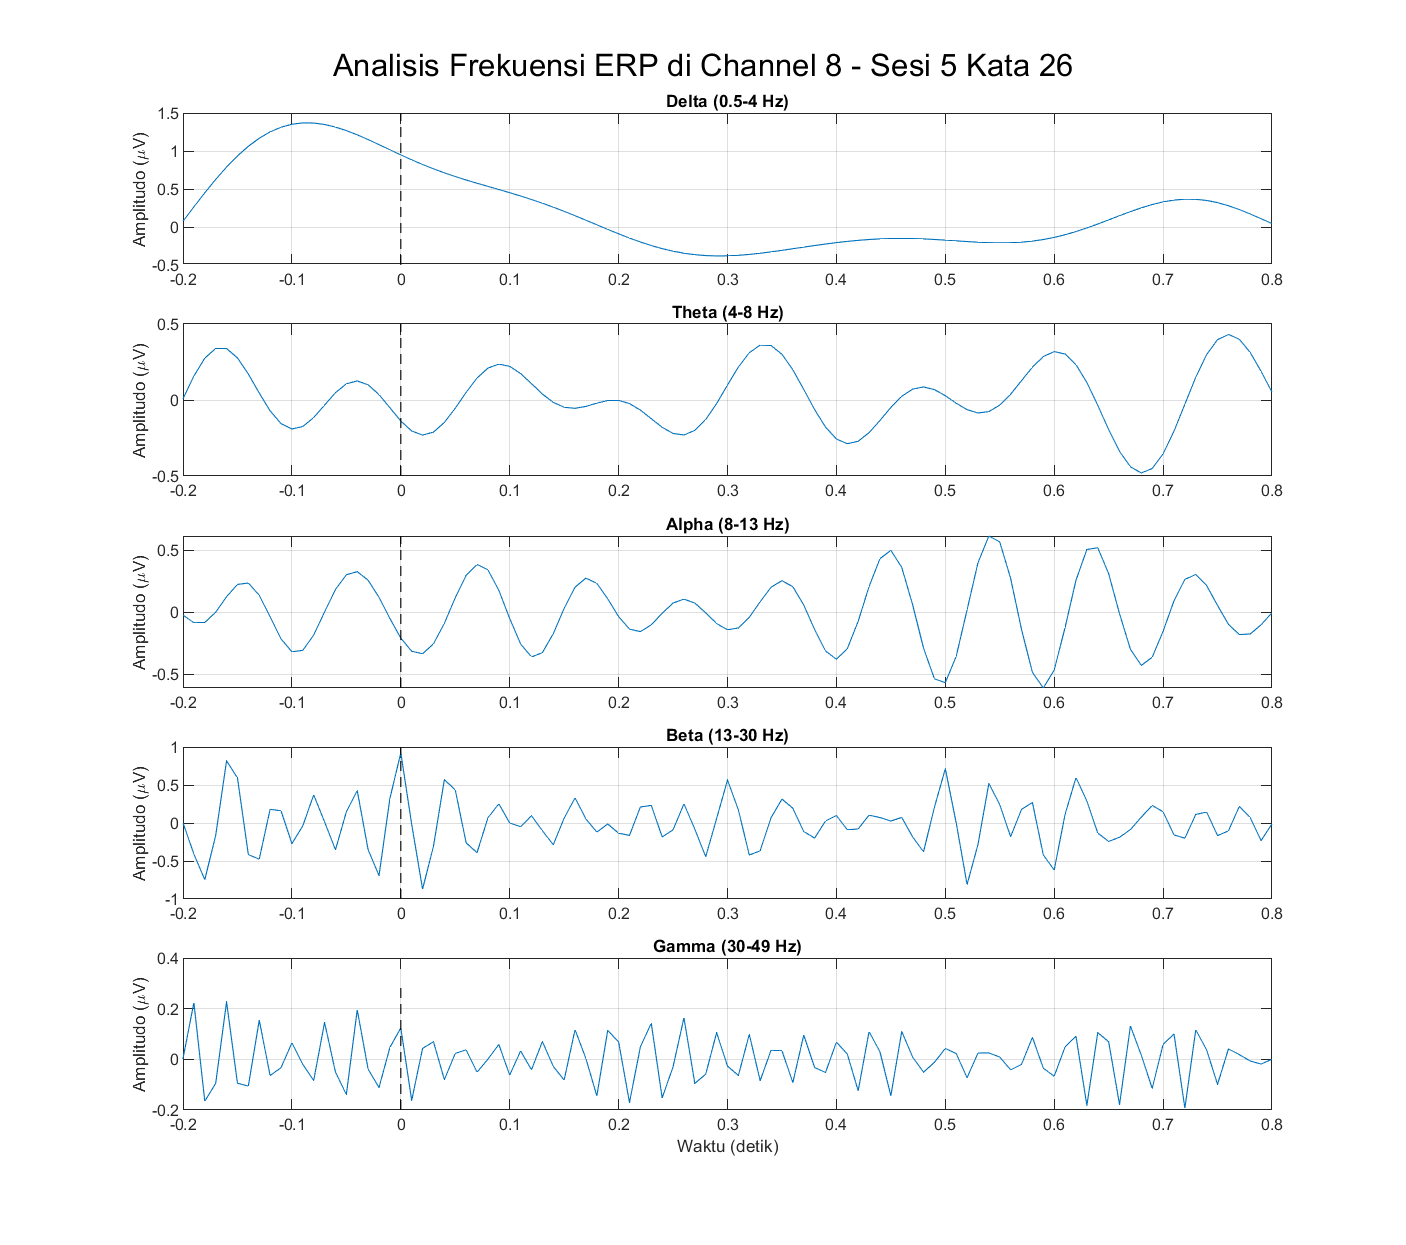 Analisis Frekuensi ERP di Channel 8 - Sesi 5 Kata 26
Delta (0.5-4 Hz)
Amplitudo (μV)
1.5
1
0.5
0
-0.5
-0.2 -0.1 0 0.1 0.2 0.3 0.4 0.5 0.6 0.7 0.8
Theta (4-8 Hz)
Amplitudo (μV)
0.5
0
-0.5
-0.2 -0.1 0 0.1 0.2 0.3 0.4 0.5 0.6 0.7 0.8
Alpha (8-13 Hz)
Amplitudo (μV)
0.5
0
-0.5
-0.2 -0.1 0 0.1 0.2 0.3 0.4 0.5 0.6 0.7 0.8
Beta (13-30 Hz)
Amplitudo (μV)
1
0.5
0
-0.5
-1
-0.2 -0.1 0 0.1 0.2 0.3 0.4 0.5 0.6 0.7 0.8
Gamma (30-49 Hz)
Amplitudo (μV)
0.4
0.2
0
-0.2
-0.2 -0.1 0 0.1 0.2 0.3 0.4 0.5 0.6 0.7 0.8
Waktu (detik)